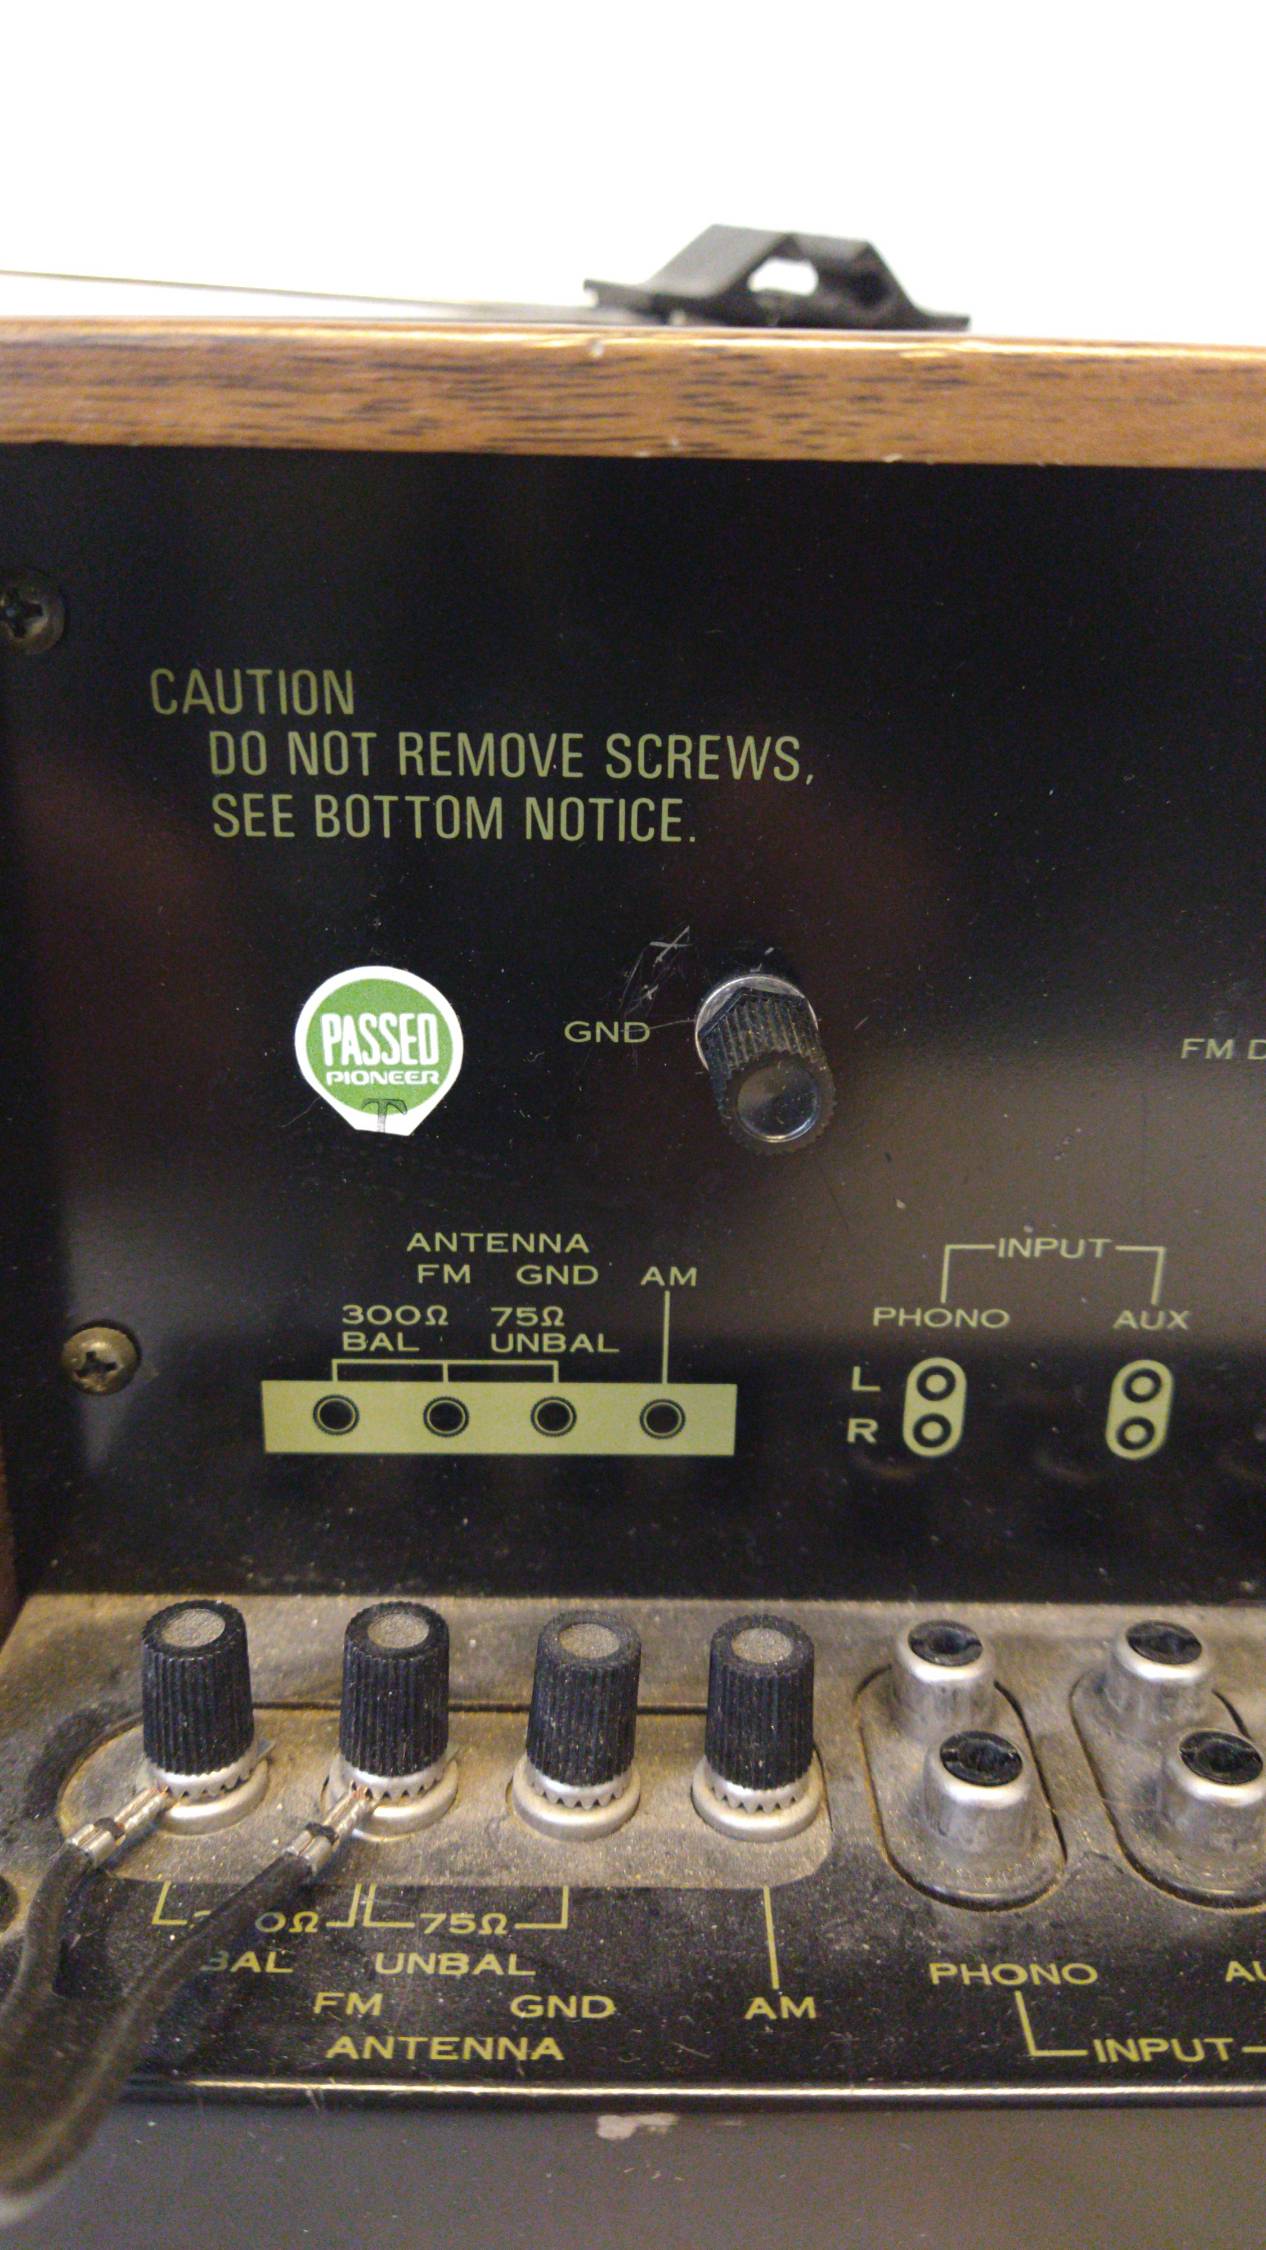 CAUTION
DO NOT REMOVE SCREWS,
SEE BOTTOM NOTICE.
PASSED
PIONEER
T
GND
FM D
ANTENNA
FM GND AM
300Ω 75Ω
BAL UNBAL
INPUT
PHONO AUX
L
R
75Ω
BAL UNBAL
FM GND AM
ANTENNA
PHONO
INPUT